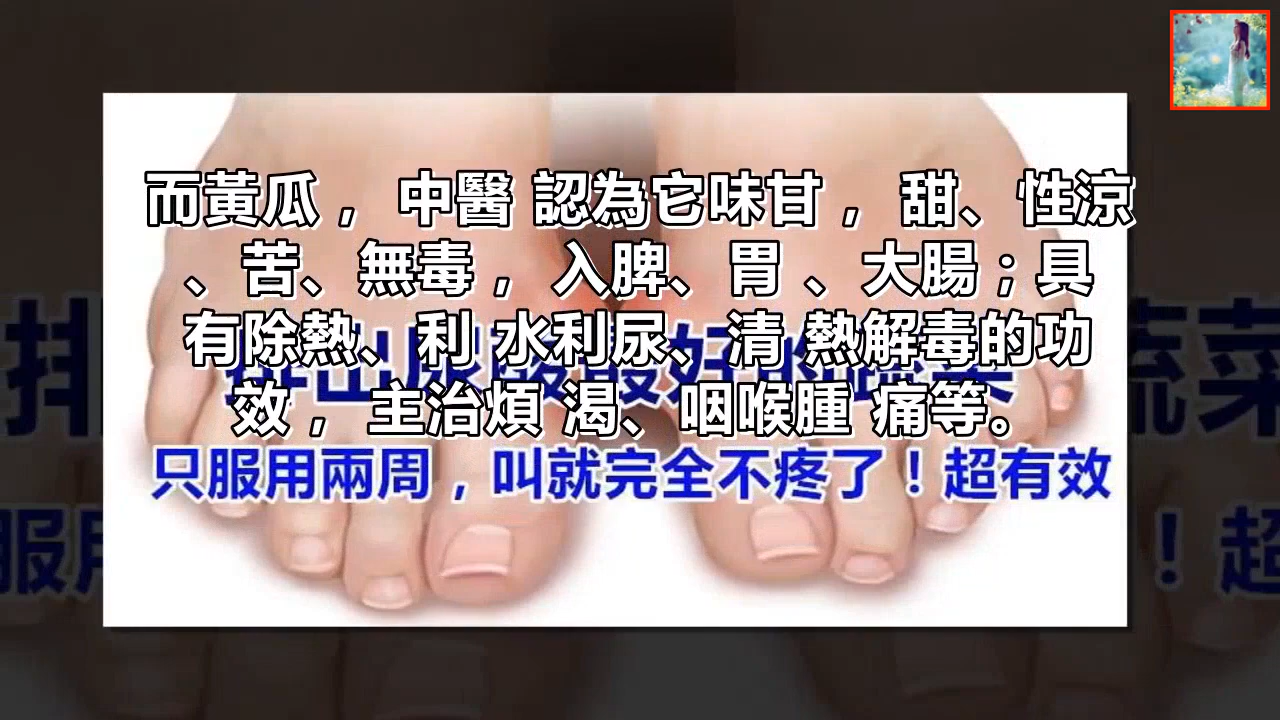 而黃瓜， 中醫 認為它味甘， 甜、性涼
、苦、無毒， 入脾、胃 、大腸；具
有除熱、利 水利尿、清 熱解毒的功
效， 主治煩 渴、咽喉腫 痛等。
只服用兩周，叫就完全不疼了！超有效